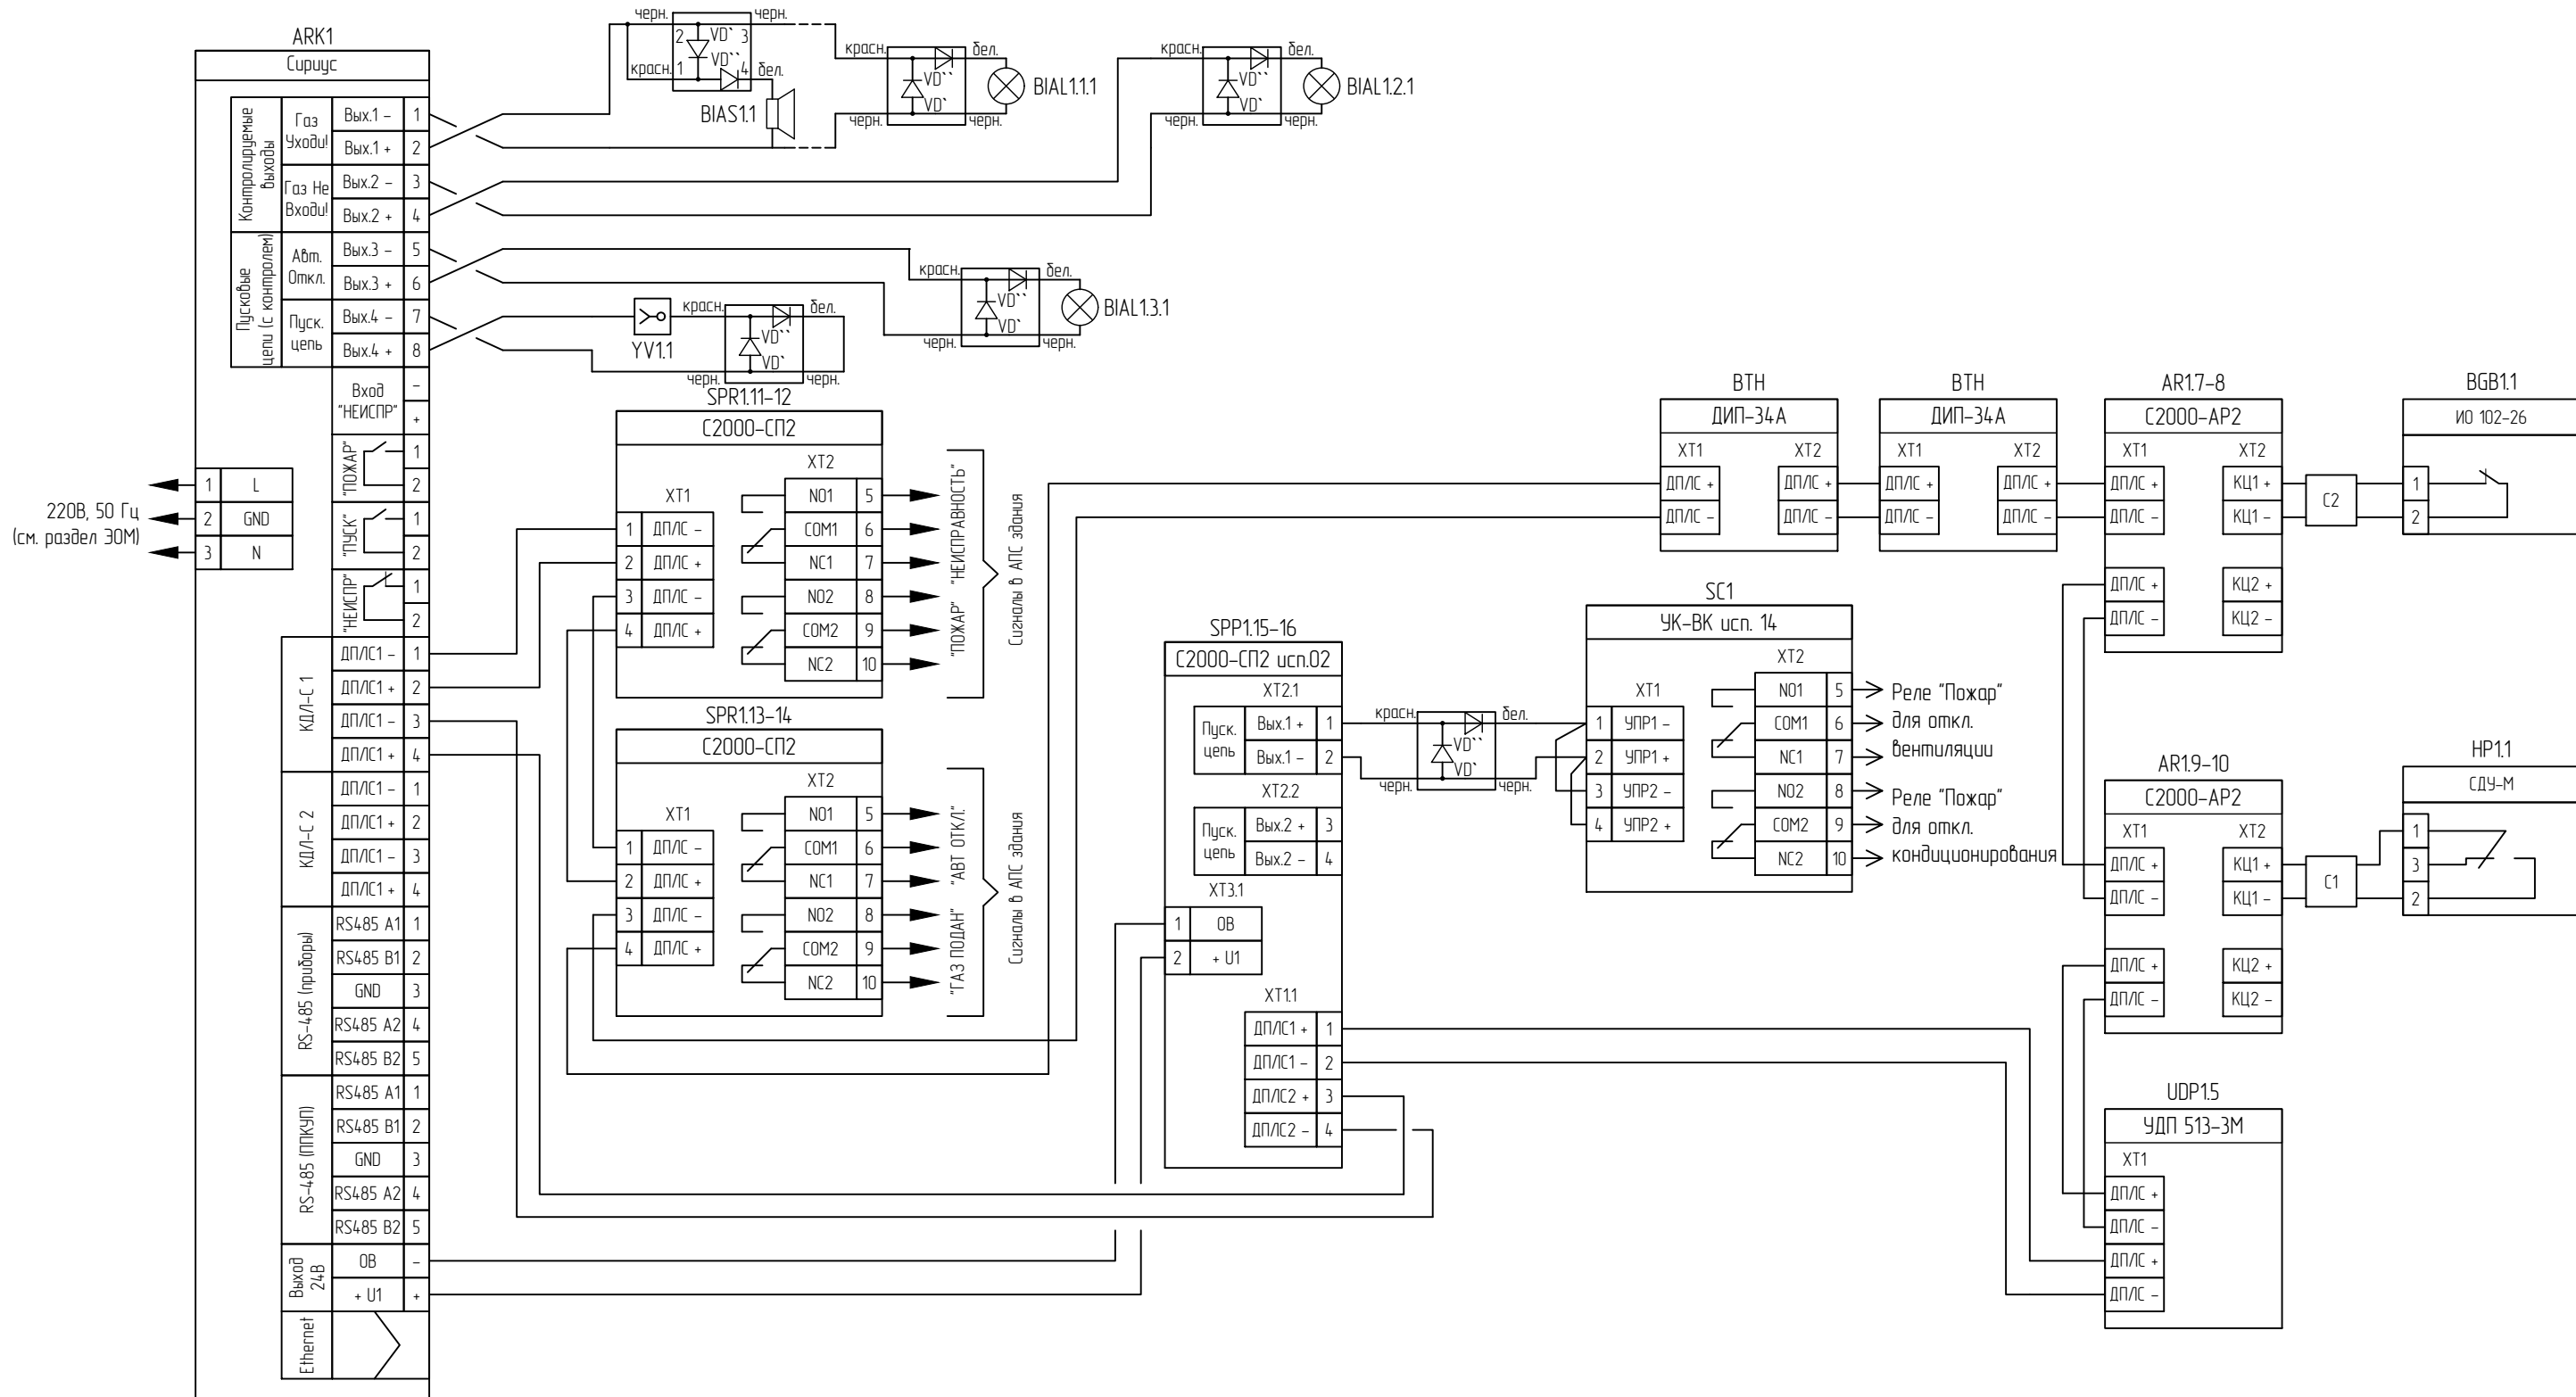 ARK1
Сириус
Контролируемые
выходы
Газ
Уходи!
Вых.1 – 1
Вых.1 + 2
Газ Не
Входи!
Вых.2 – 3
Вых.2 + 4
Пусковые
цепи (с контролем)
Авт.
Откл.
Вых.3 – 5
Вых.3 + 6
Пуск.
цепь
Вых.4 – 7
Вых.4 + 8
Вход
"НЕИСПР"
–
+
"ПОЖАР"
1
2
"ПУСК"
1
2
"НЕИСПР"
1
2
1 L
2 GND
3 N
220В, 50 Гц
(см. раздел ЭОМ)
КДЛ-С 1
ДПЛС1 – 1
ДПЛС1 + 2
ДПЛС1 – 3
ДПЛС1 + 4
КДЛ-С 2
ДПЛС1 – 1
ДПЛС1 + 2
ДПЛС1 – 3
ДПЛС1 + 4
RS-485 (приборы)
RS485 A1 1
RS485 B1 2
GND 3
RS485 A2 4
RS485 B2 5
RS-485 (ППКУП)
RS485 A1 1
RS485 B1 2
GND 3
RS485 A2 4
RS485 B2 5
Выход
24В
0В –
+ U1 +
Ethernet
черн. черн.
2 VD` 3
VD``
красн. 1 4 бел.
BIAS1.1
красн. бел.
VD``
VD`
черн. черн.
BIAL1.1.1
красн. бел.
VD``
VD`
черн. черн.
BIAL1.2.1
красн. бел.
VD``
VD`
черн. черн.
BIAL1.3.1
YV1.1
красн. бел.
VD``
VD`
черн. черн.
SPR1.11-12
С2000-СП2
XT1
1 ДПЛС –
2 ДПЛС +
3 ДПЛС –
4 ДПЛС +
XT2
NO1 5
COM1 6
NC1 7
NO2 8
COM2 9
NC2 10
"НЕИСПРАВНОСТЬ"
"ПОЖАР"
Сигналы в АПС здания
SPR1.13-14
С2000-СП2
XT1
1 ДПЛС –
2 ДПЛС +
3 ДПЛС –
4 ДПЛС +
XT2
NO1 5
COM1 6
NC1 7
NO2 8
COM2 9
NC2 10
"АВТ ОТКЛ."
"ГАЗ ПОДАН"
Сигналы в АПС здания
SPP1.15-16
С2000-СП2 исп.02
XT2.1
Пуск.
цепь
Вых.1 + 1
Вых.1 – 2
XT2.2
Пуск.
цепь
Вых.2 + 3
Вых.2 – 4
XT3.1
1 0В
2 + U1
XT1.1
ДПЛС1 + 1
ДПЛС1 – 2
ДПЛС2 + 3
ДПЛС2 – 4
красн. бел.
VD``
VD`
черн. черн.
SC1
УК-ВК исп. 14
XT1
1 УПР1 –
2 УПР1 +
3 УПР2 –
4 УПР2 +
XT2
NO1 5
COM1 6
NC1 7
NO2 8
COM2 9
NC2 10
Реле "Пожар"
для откл.
вентиляции
Реле "Пожар"
для откл.
кондиционирования
BTH
ДИП-34А
XT1 XT2
ДПЛС + ДПЛС +
ДПЛС – ДПЛС –
BTH
ДИП-34А
XT1 XT2
ДПЛС + ДПЛС +
ДПЛС – ДПЛС –
AR1.7-8
С2000-АР2
XT1 XT2
ДПЛС + КЦ1 +
ДПЛС – КЦ1 –
ДПЛС + КЦ2 +
ДПЛС – КЦ2 –
C2
BGB1.1
ИО 102-26
1
2
AR1.9-10
С2000-АР2
XT1 XT2
ДПЛС + КЦ1 +
ДПЛС – КЦ1 –
ДПЛС + КЦ2 +
ДПЛС – КЦ2 –
C1
HP1.1
СДУ-М
1
3
2
UDP1.5
УДП 513-3М
XT1
ДПЛС +
ДПЛС –
ДПЛС +
ДПЛС –